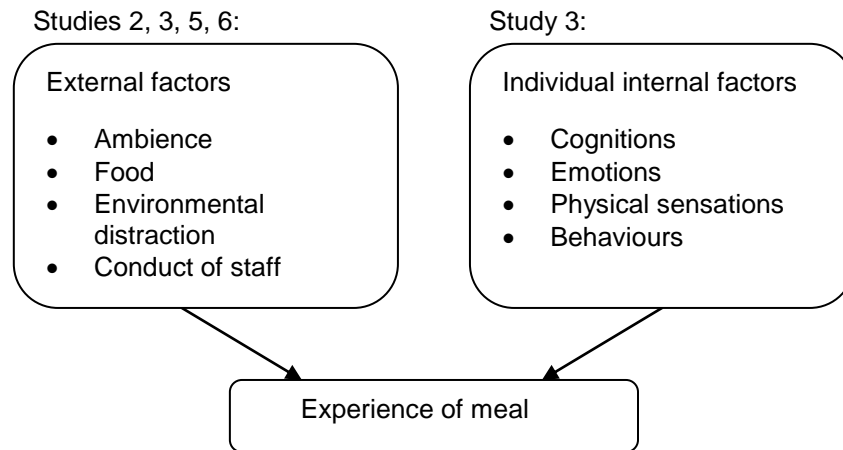 Studies 2, 3, 5, 6:
External factors
• Ambience
• Food
• Environmental
distraction
• Conduct of staff
Study 3:
Individual internal factors
• Cognitions
• Emotions
• Physical sensations
• Behaviours
Experience of meal